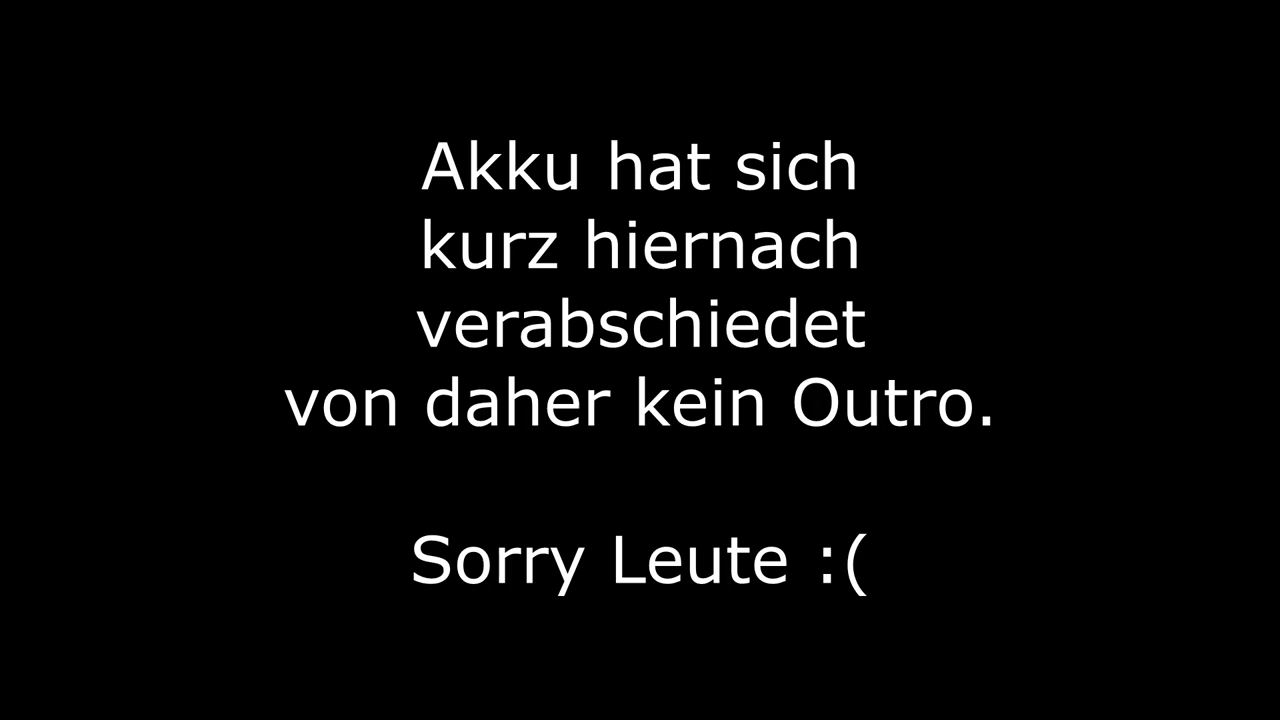 Akku hat sich
kurz hiernach
verabschiedet
von daher kein Outro.
Sorry Leute :(